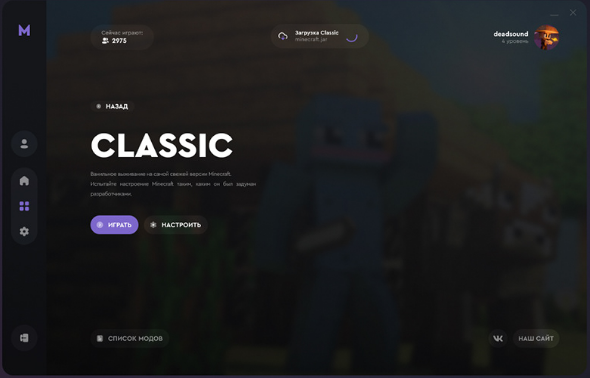 Сейчас играют:
2975
Загрузка Classic
minecraft.jar
deadsound
4 уровень
НАЗАД
CLASSIC
Ванильное выживание на самой свежей версии Minecraft.
Испытайте настроение Minecraft таким, каким он был задуман
разработчиками.
ИГРАТЬ
НАСТРОИТЬ
СПИСОК МОДОВ
НАШ САЙТ